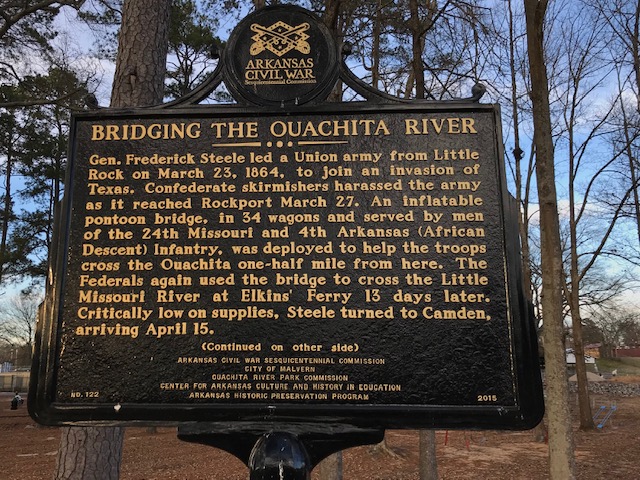 ARKANSAS
CIVIL WAR
Sesquicentennial Commission
BRIDGING THE OUACHITA RIVER
Gen. Frederick Steele led a Union army from Little
Rock on March 23, 1864, to join an invasion of
Texas. Confederate skirmishers harassed the army
as it reached Rockport March 27. An inflatable
pontoon bridge, in 34 wagons and served by men
of the 24th Missouri and 4th Arkansas (African
Descent) Infantry, was deployed to help the troops
cross the Ouachita one-half mile from here. The
Federals again used the bridge to cross the Little
Missouri River at Elkins' Ferry 13 days later.
Critically low on supplies, Steele turned to Camden,
arriving April 15.
(Continued on other side)
ARKANSAS CIVIL WAR SESQUICENTENNIAL COMMISSION
CITY OF MALVERN
OUACHITA RIVER PARK COMMISSION
CENTER FOR ARKANSAS CULTURE AND HISTORY IN EDUCATION
NO. 122 ARKANSAS HISTORIC PRESERVATION PROGRAM 2015